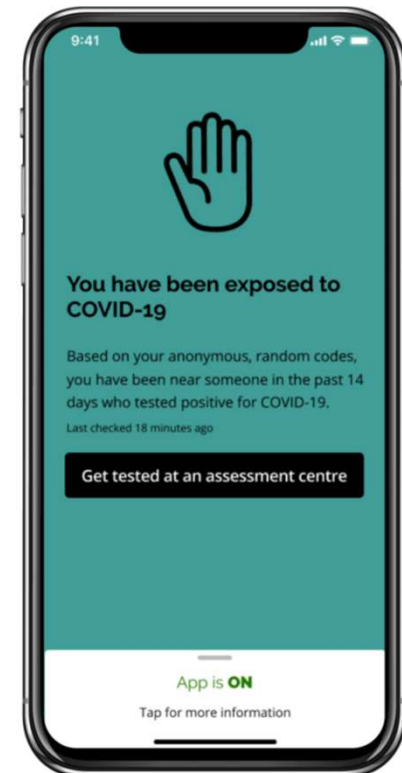 9:41
You have been exposed to
COVID-19
Based on your anonymous, random codes,
you have been near someone in the past 14
days who tested positive for COVID-19.
Last checked 18 minutes ago
Get tested at an assessment centre
App is ON
Tap for more information